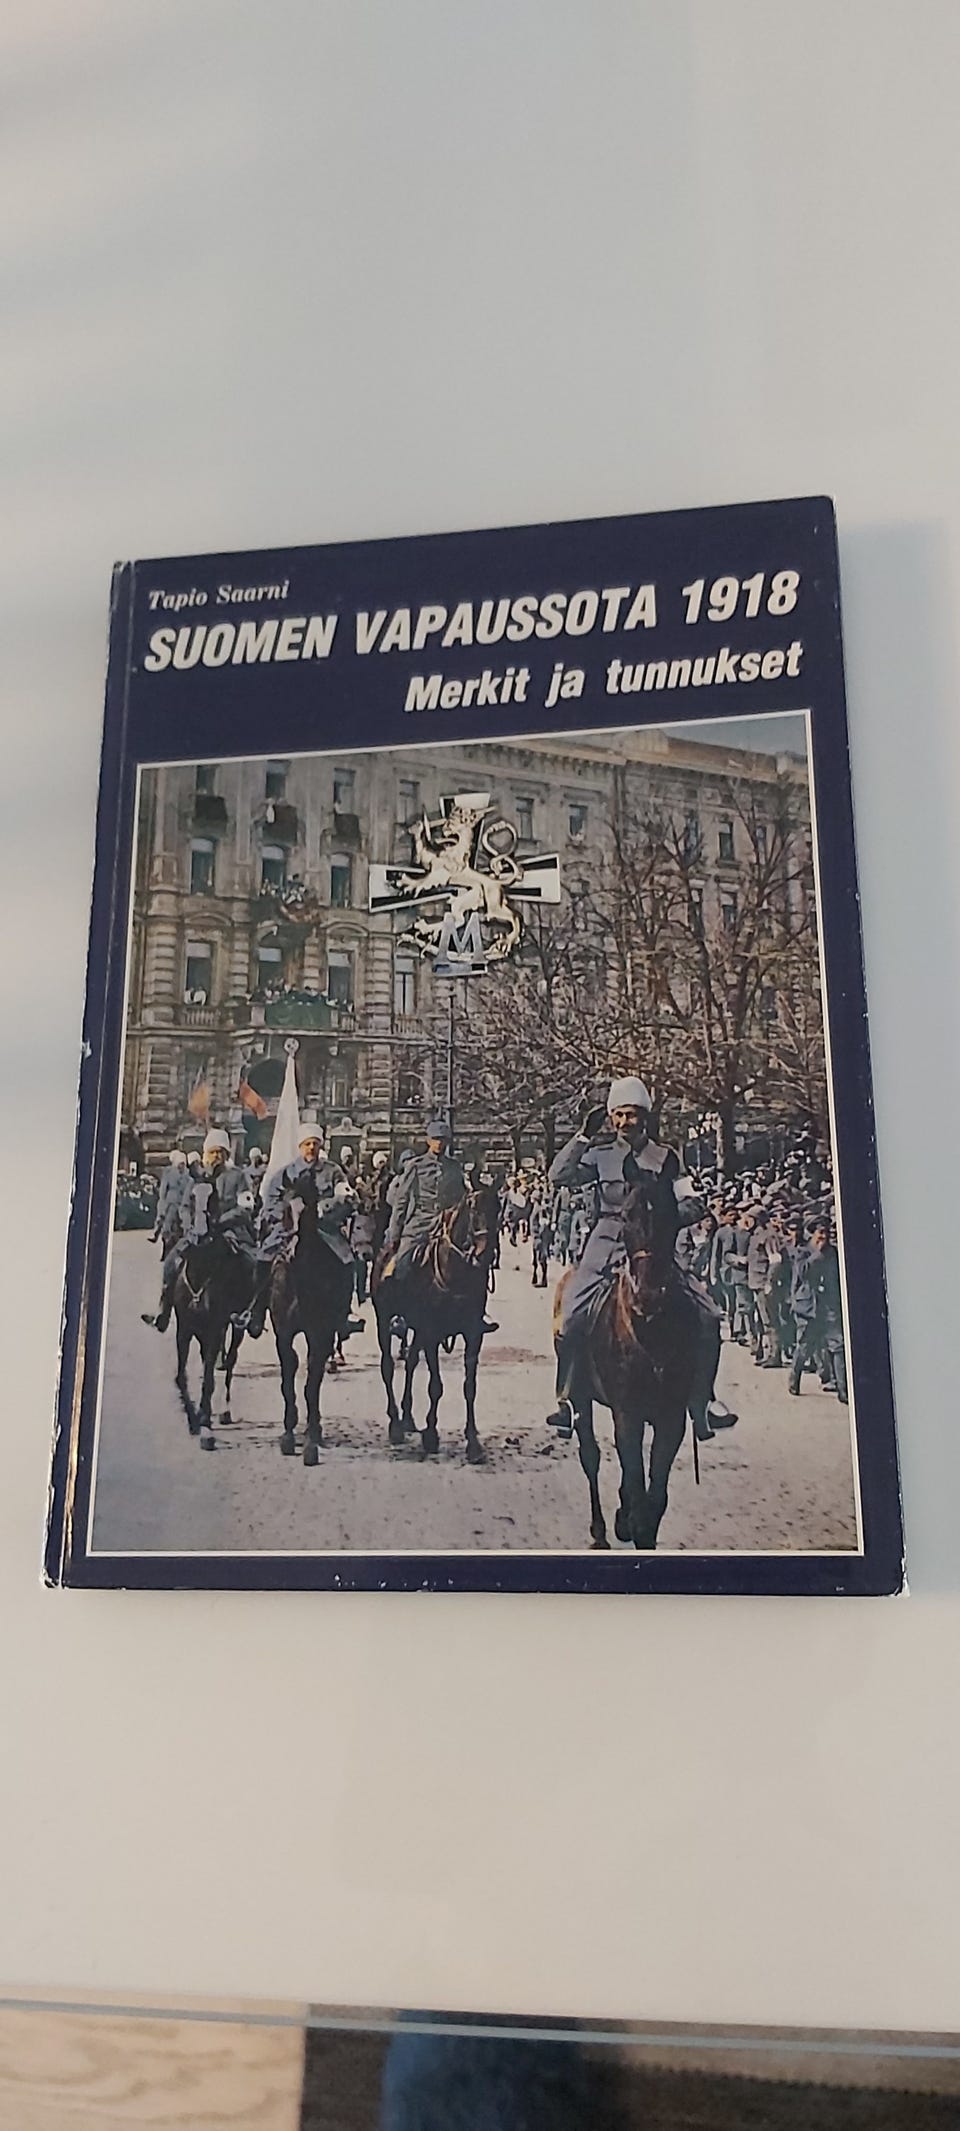 Tapio Saarni
SUOMEN VAPAUSSOTA 1918
Merkit ja tunnukset
M